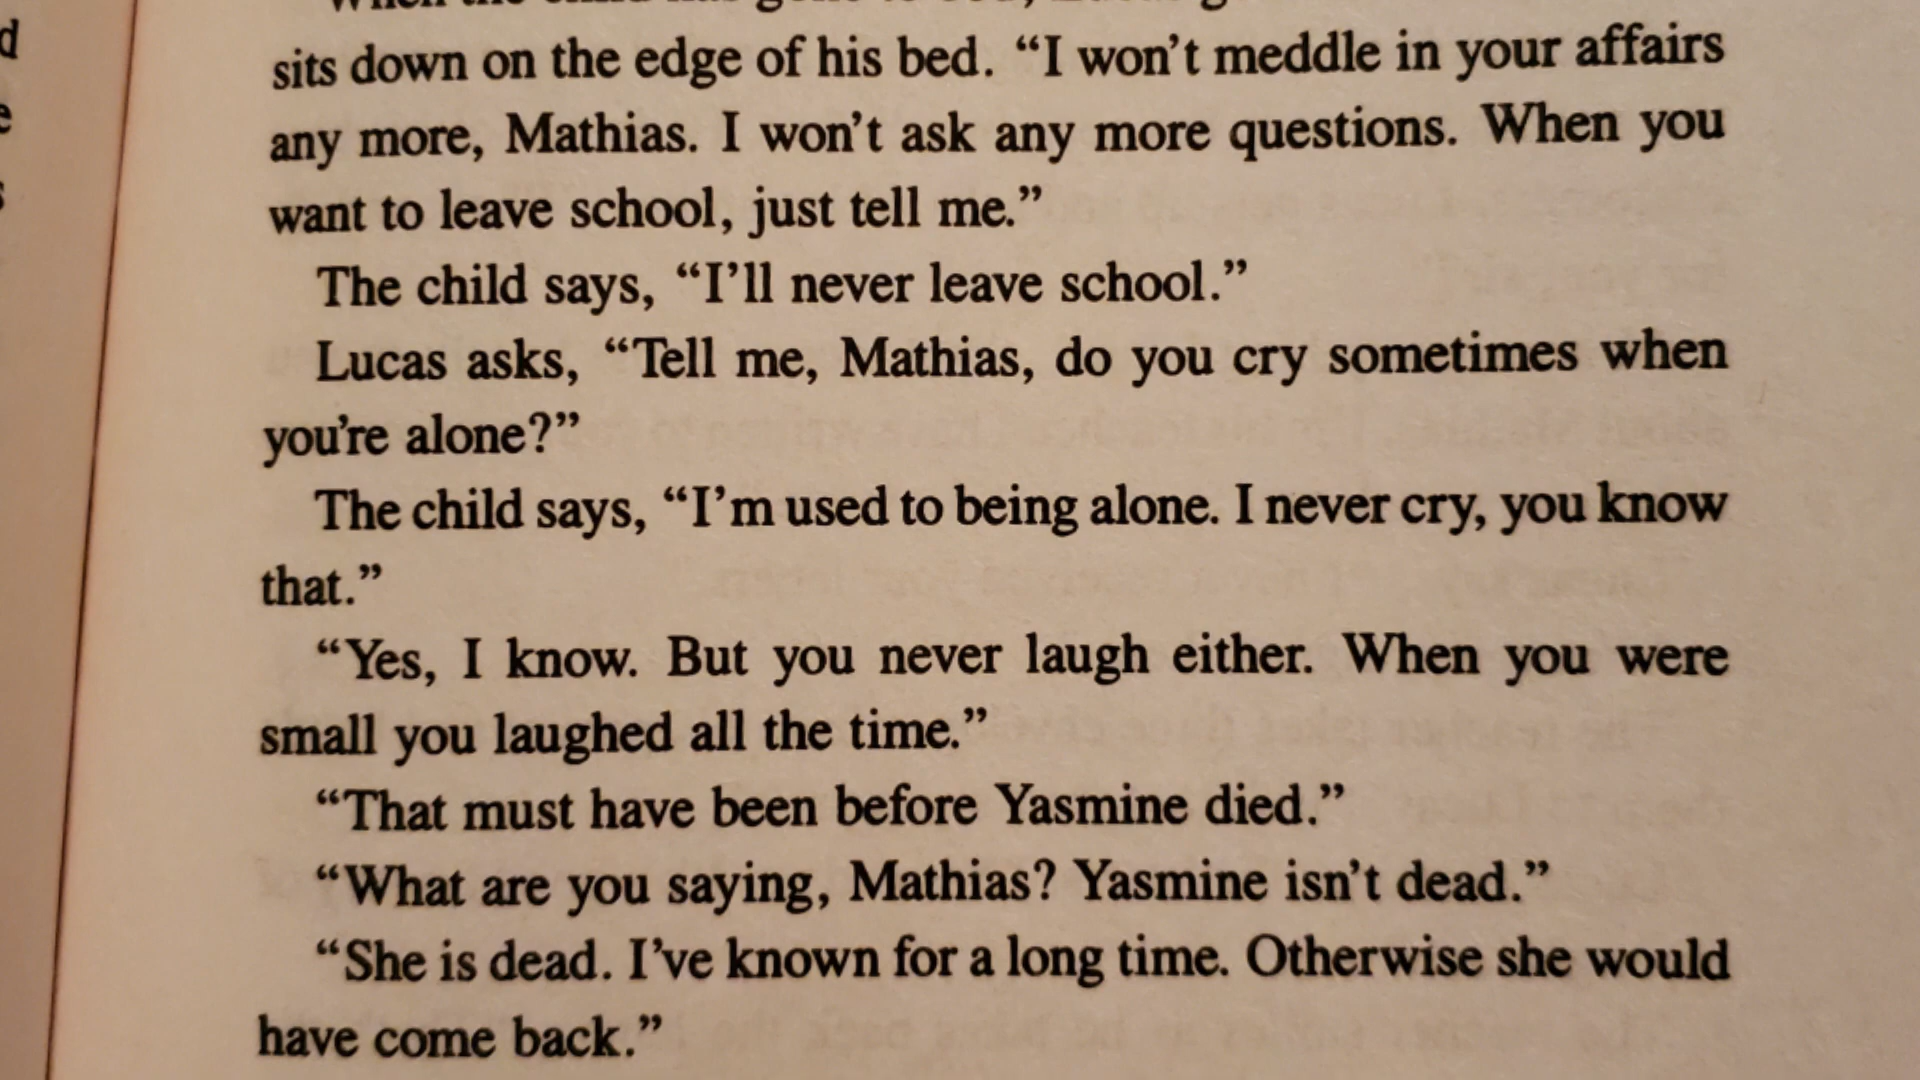 sits down on the edge of his bed. “I won’t meddle in your affairs
any more, Mathias. I won’t ask any more questions. When you
want to leave school, just tell me.”
The child says, “I’ll never leave school.”
Lucas asks, “Tell me, Mathias, do you cry sometimes when
you’re alone?”
The child says, “I’m used to being alone. I never cry, you know
that.”
“Yes, I know. But you never laugh either. When you were
small you laughed all the time.”
“That must have been before Yasmine died.”
“What are you saying, Mathias? Yasmine isn’t dead.”
“She is dead. I’ve known for a long time. Otherwise she would
have come back.”